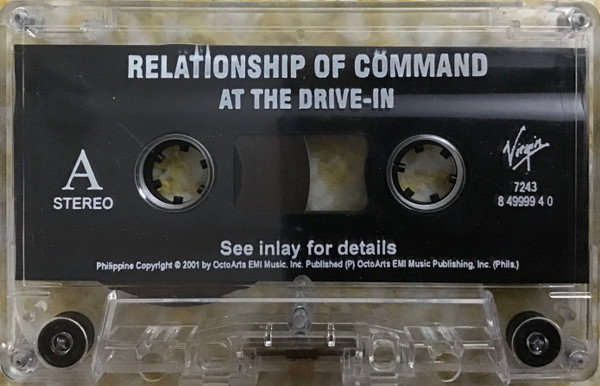 RELATIONSHIP OF COMMAND
AT THE DRIVE-IN
A
STEREO
Virgin
7243
8 49999 4 0
See inlay for details
Philippine Copyright © 2001 by OctoArts EMI Music, Inc. Published (P) OctoArts EMI Music Publishing, Inc. (Phils.)